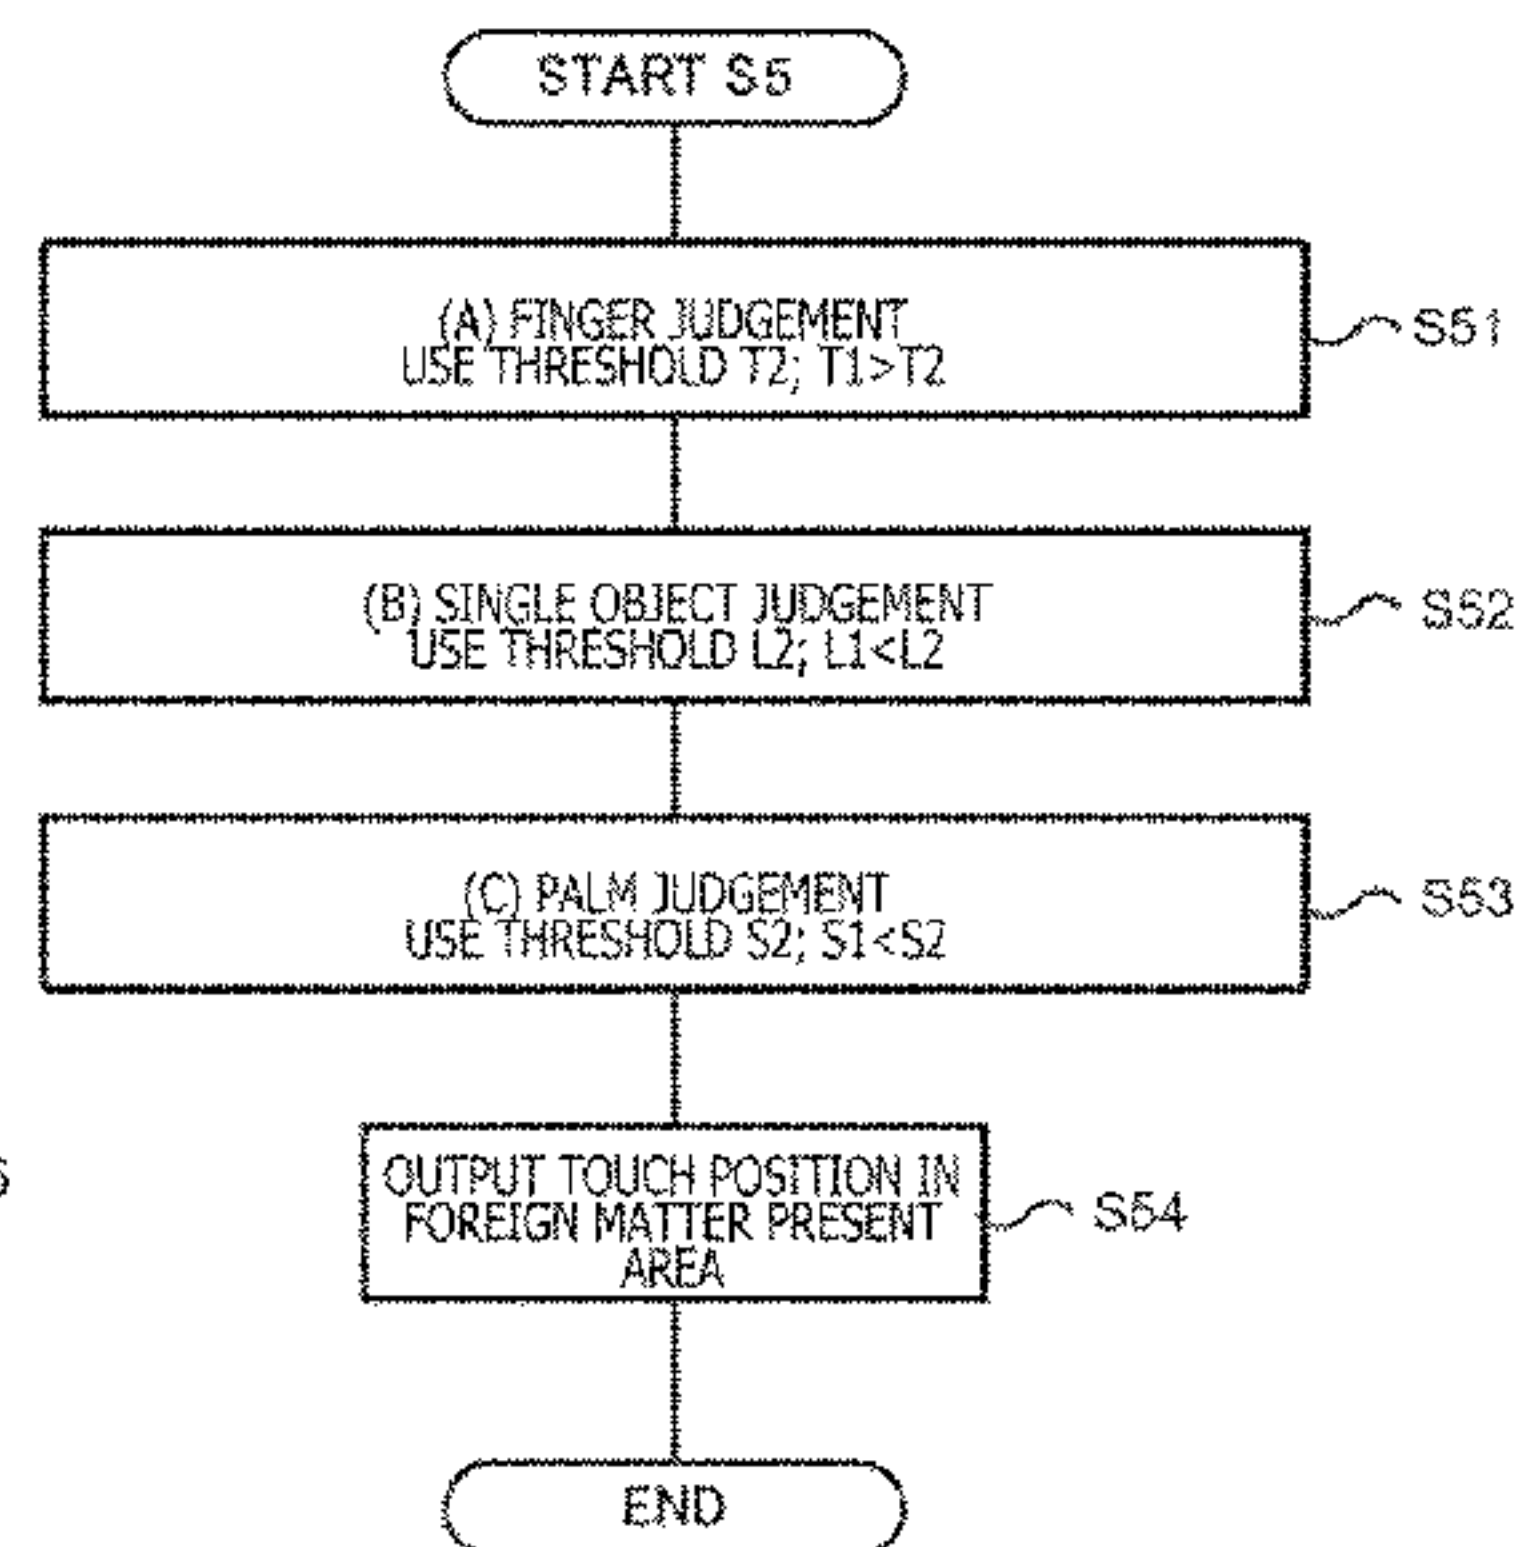 START S5
(A) FINGER JUDGEMENT
USE THRESHOLD T2; T1>T2
S51
(B) SINGLE OBJECT JUDGEMENT
USE THRESHOLD L2; L1<L2
S52
(C) PALM JUDGEMENT
USE THRESHOLD S2; S1<S2
S53
OUTPUT TOUCH POSITION IN
FOREIGN MATTER PRESENT
AREA
S54
END